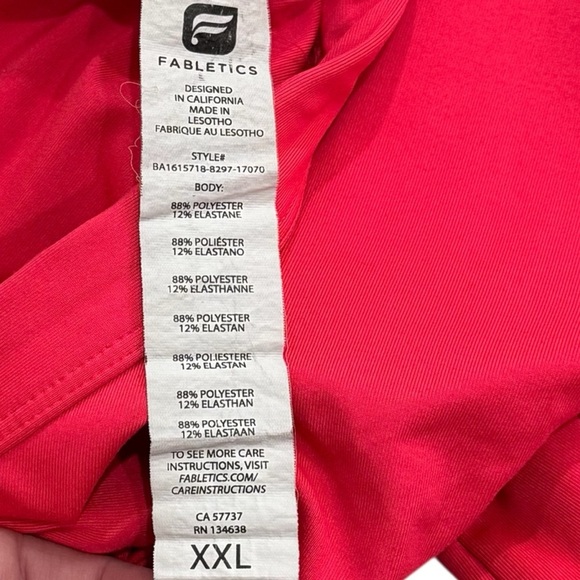 FABLETICS
DESIGNED
IN CALIFORNIA
MADE IN
LESOTHO
FABRIQUE AU LESOTHO
STYLE#
BA1615718-8297-17070
BODY:
88% POLYESTER
12% ELASTANE
88% POLIÉSTER
12% ELASTANO
88% POLYESTER
12% ELASTHANNE
88% POLYESTER
12% ELASTAN
88% POLIESTERE
12% ELASTAN
88% POLYESTER
12% ELASTHAN
88% POLYESTER
12% ELASTAAN
TO SEE MORE CARE
INSTRUCTIONS, VISIT
FABLETICS.COM/
CAREINSTRUCTIONS
CA 57737
RN 134638
XXL